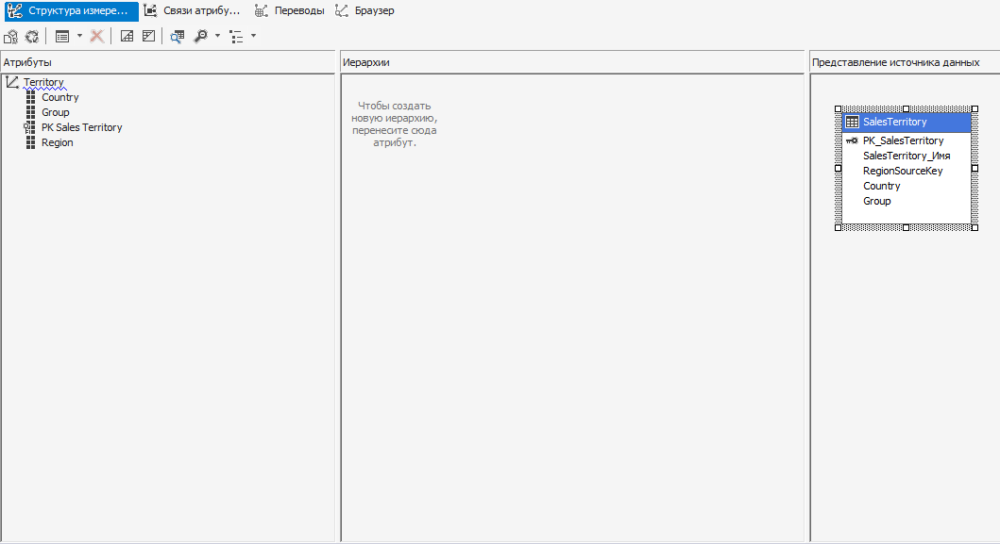 Структура измере... Связи атрибу... Переводы Браузер
Атрибуты
Territory
Country
Group
PK Sales Territory
Region
Иерархии
Чтобы создать
новую иерархию,
перенесите сюда
атрибут.
Представление источника данных
SalesTerritory
PK_SalesTerritory
SalesTerritory_Имя
RegionSourceKey
Country
Group